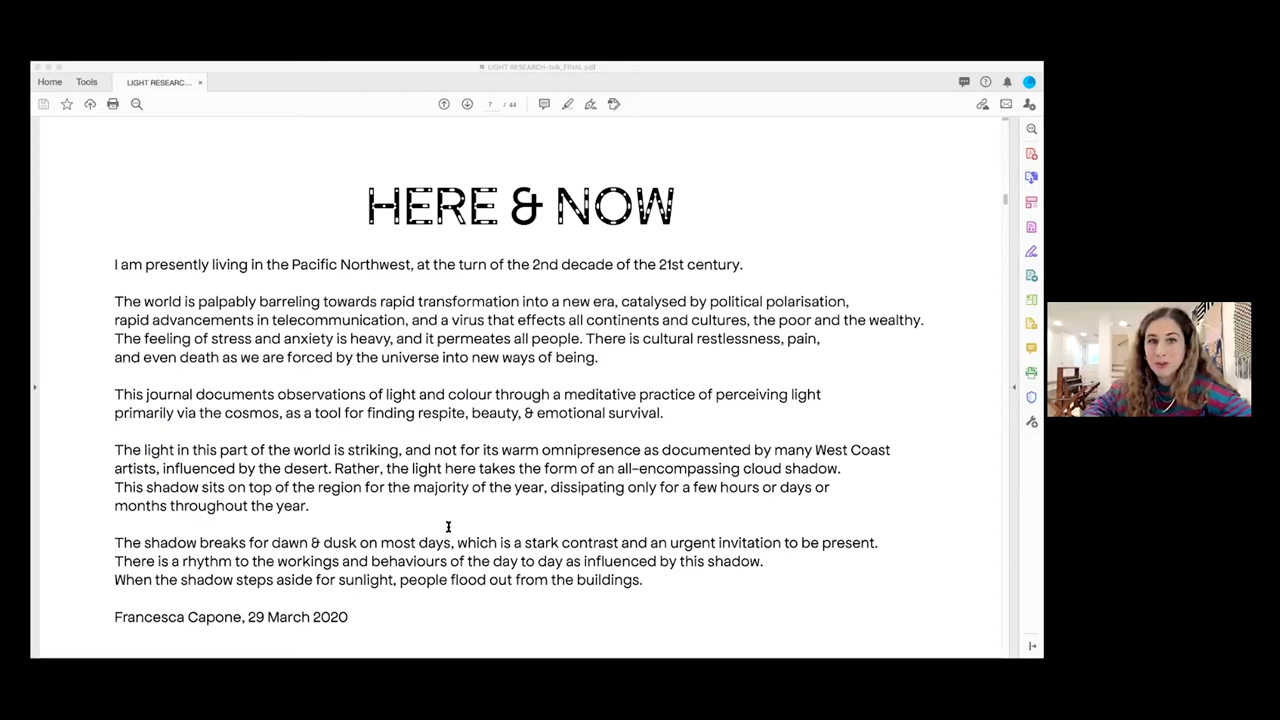 LIGHT RESEARCH-talk_FINAL.pdf
Home Tools LIGHT RESEARC... ×
7 / 44
HERE & NOW
I am presently living in the Pacific Northwest, at the turn of the 2nd decade of the 21st century.
The world is palpably barreling towards rapid transformation into a new era, catalysed by political polarisation,
rapid advancements in telecommunication, and a virus that effects all continents and cultures, the poor and the wealthy.
The feeling of stress and anxiety is heavy, and it permeates all people. There is cultural restlessness, pain,
and even death as we are forced by the universe into new ways of being.
This journal documents observations of light and colour through a meditative practice of perceiving light
primarily via the cosmos, as a tool for finding respite, beauty, & emotional survival.
The light in this part of the world is striking, and not for its warm omnipresence as documented by many West Coast
artists, influenced by the desert. Rather, the light here takes the form of an all-encompassing cloud shadow.
This shadow sits on top of the region for the majority of the year, dissipating only for a few hours or days or
months throughout the year.
The shadow breaks for dawn & dusk on most days, which is a stark contrast and an urgent invitation to be present.
There is a rhythm to the workings and behaviours of the day to day as influenced by this shadow.
When the shadow steps aside for sunlight, people flood out from the buildings.
Francesca Capone, 29 March 2020